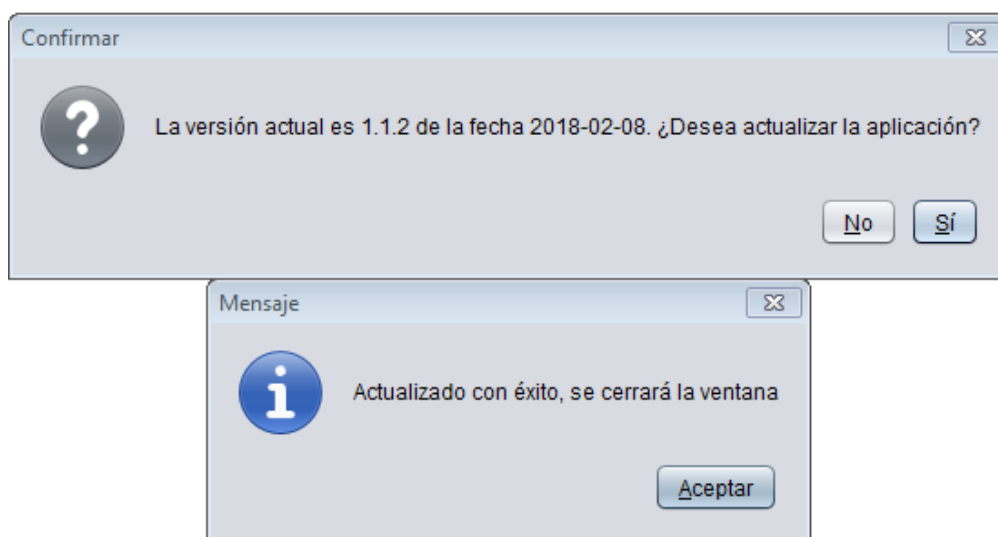 Confirmar
La versión actual es 1.1.2 de la fecha 2018-02-08. ¿Desea actualizar la aplicación?
No Sí
Mensaje
Actualizado con éxito, se cerrará la ventana
Aceptar